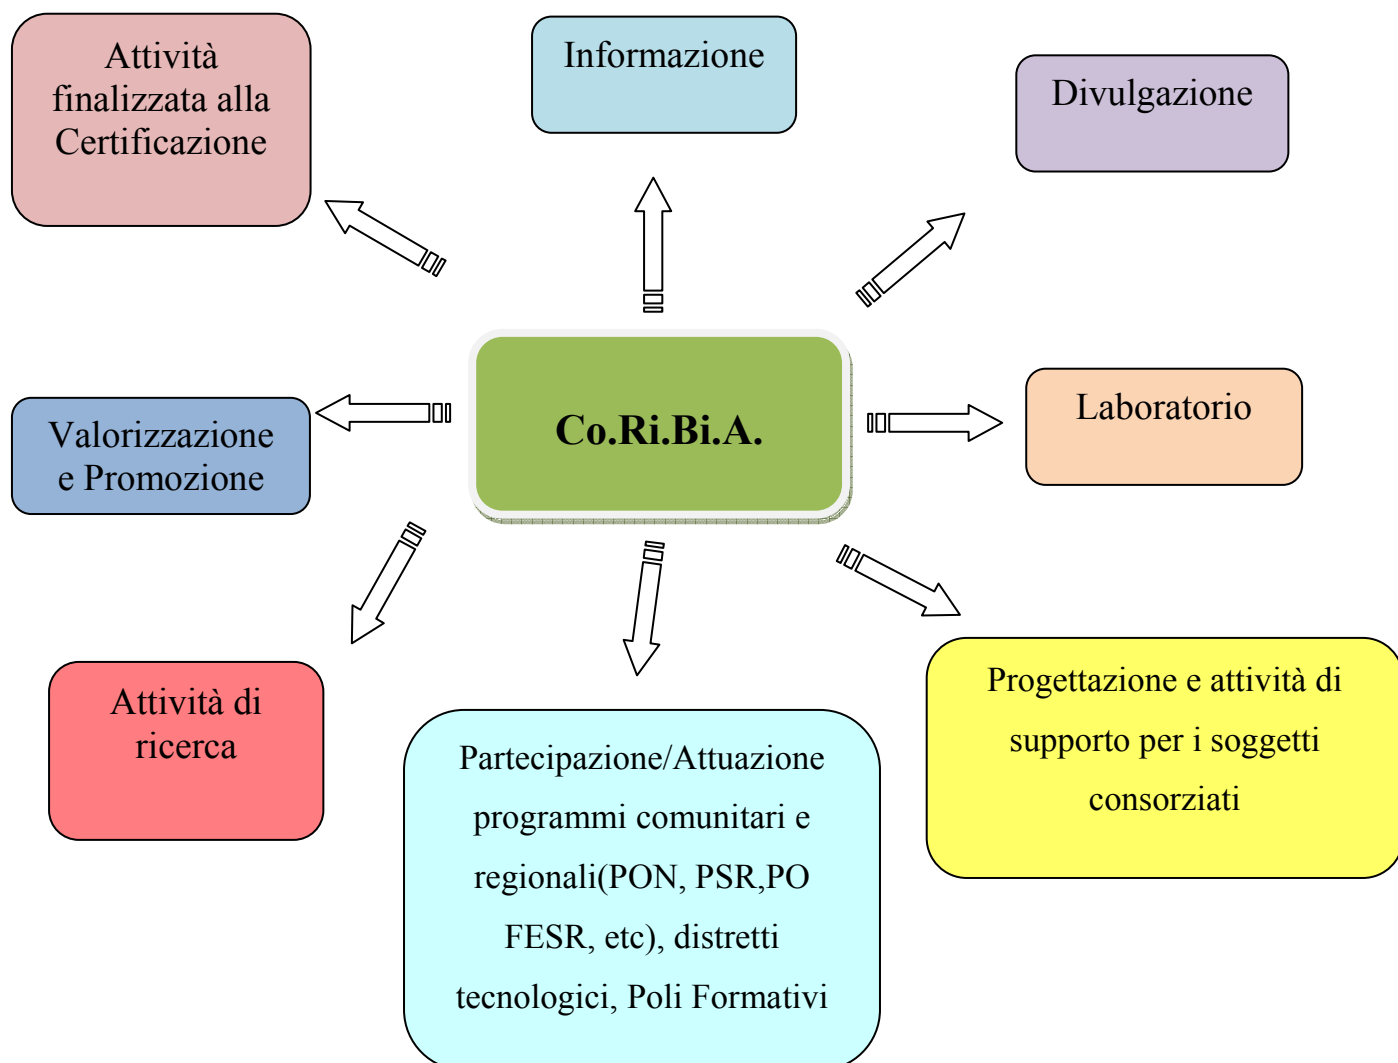 Attività
finalizzata alla
Certificazione
Informazione
Divulgazione
Co.Ri.Bi.A.
Valorizzazione
e Promozione
Laboratorio
Attività di
ricerca
Partecipazione/Attuazione
programmi comunitari e
regionali(PON, PSR,PO
FESR, etc), distretti
tecnologici, Poli Formativi
Progettazione e attività di
supporto per i soggetti
consorziati